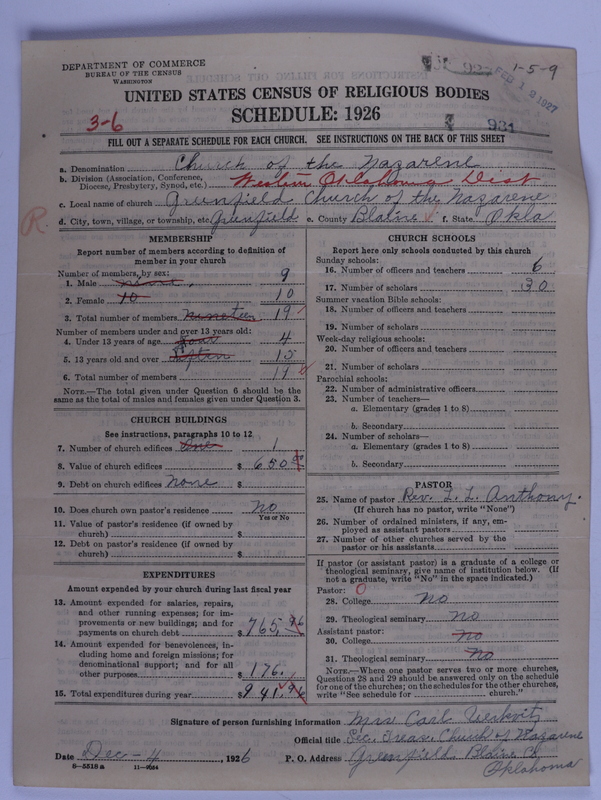 DEPARTMENT OF COMMERCE
BUREAU OF THE CENSUS
WASHINGTON
1-5-9
FEB 1 2 1927
UNITED STATES CENSUS OF RELIGIOUS BODIES
SCHEDULE: 1926
3-6
931
FILL OUT A SEPARATE SCHEDULE FOR EACH CHURCH. SEE INSTRUCTIONS ON THE BACK OF THIS SHEET
a. Denomination Church of the Nazarene
b. Division (Association, Conference, Diocese, Presbytery, Synod, etc.) Western Oklahoma Dist
c. Local name of church Greenfield Church of the Nazarene
R
d. City, town, village, or township, etc. Greenfield e. County Blaine f. State Okla
MEMBERSHIP
Report number of members according to definition of member in your church
Number of members, by sex:
1. Male 9
2. Female 10 10
3. Total number of members nineteen 19
Number of members under and over 13 years old:
4. Under 13 years of age four 4
5. 13 years old and over fifteen 15
6. Total number of members 19
NOTE.—The total given under Question 6 should be the same as the total of males and females given under Question 3.
CHURCH BUILDINGS
See instructions, paragraphs 10 to 12
7. Number of church edifices one 1
8. Value of church edifices $ 650.00
9. Debt on church edifices none $
10. Does church own pastor's residence No
Yes or No
11. Value of pastor's residence (if owned by church) $
12. Debt on pastor's residence (if owned by church) $
EXPENDITURES
Amount expended by your church during last fiscal year
13. Amount expended for salaries, repairs, and other running expenses; for improvements or new buildings; and for payments on church debt $ 765.96
14. Amount expended for benevolences, including home and foreign missions; for denominational support; and for all other purposes 176.
15. Total expenditures during year $ 941.96
CHURCH SCHOOLS
Report here only schools conducted by this church
Sunday schools:
16. Number of officers and teachers 6
17. Number of scholars 30
Summer vacation Bible schools:
18. Number of officers and teachers
19. Number of scholars
Week-day religious schools:
20. Number of officers and teachers
21. Number of scholars
Parochial schools:
22. Number of administrative officers
23. Number of teachers—
a. Elementary (grades 1 to 8)
b. Secondary
24. Number of scholars—
a. Elementary (grades 1 to 8)
b. Secondary
PASTOR
25. Name of pastor Rev. L. L. Anthony.
(If church has no pastor, write "None")
26. Number of ordained ministers, if any, employed as assistant pastors
27. Number of other churches served by the pastor or his assistants
If pastor (or assistant pastor) is a graduate of a college or theological seminary, give name of institution below. (If not a graduate, write "No" in the space indicated.)
Pastor: O
28. College No
29. Theological seminary No
Assistant pastor:
30. College No
31. Theological seminary No
NOTE.—Where one pastor serves two or more churches, Questions 28 and 29 should be answered only on the schedule for one of the churches; on the schedules for the other churches, write "See schedule for church."
Signature of person furnishing information Mrs Carl
Official title Sec. Treas. Church of Nazarene
Date Dec - 4, 1926 P. O. Address Greenfield Blaine Co.
Oklahoma
8-5518 a 11-9034